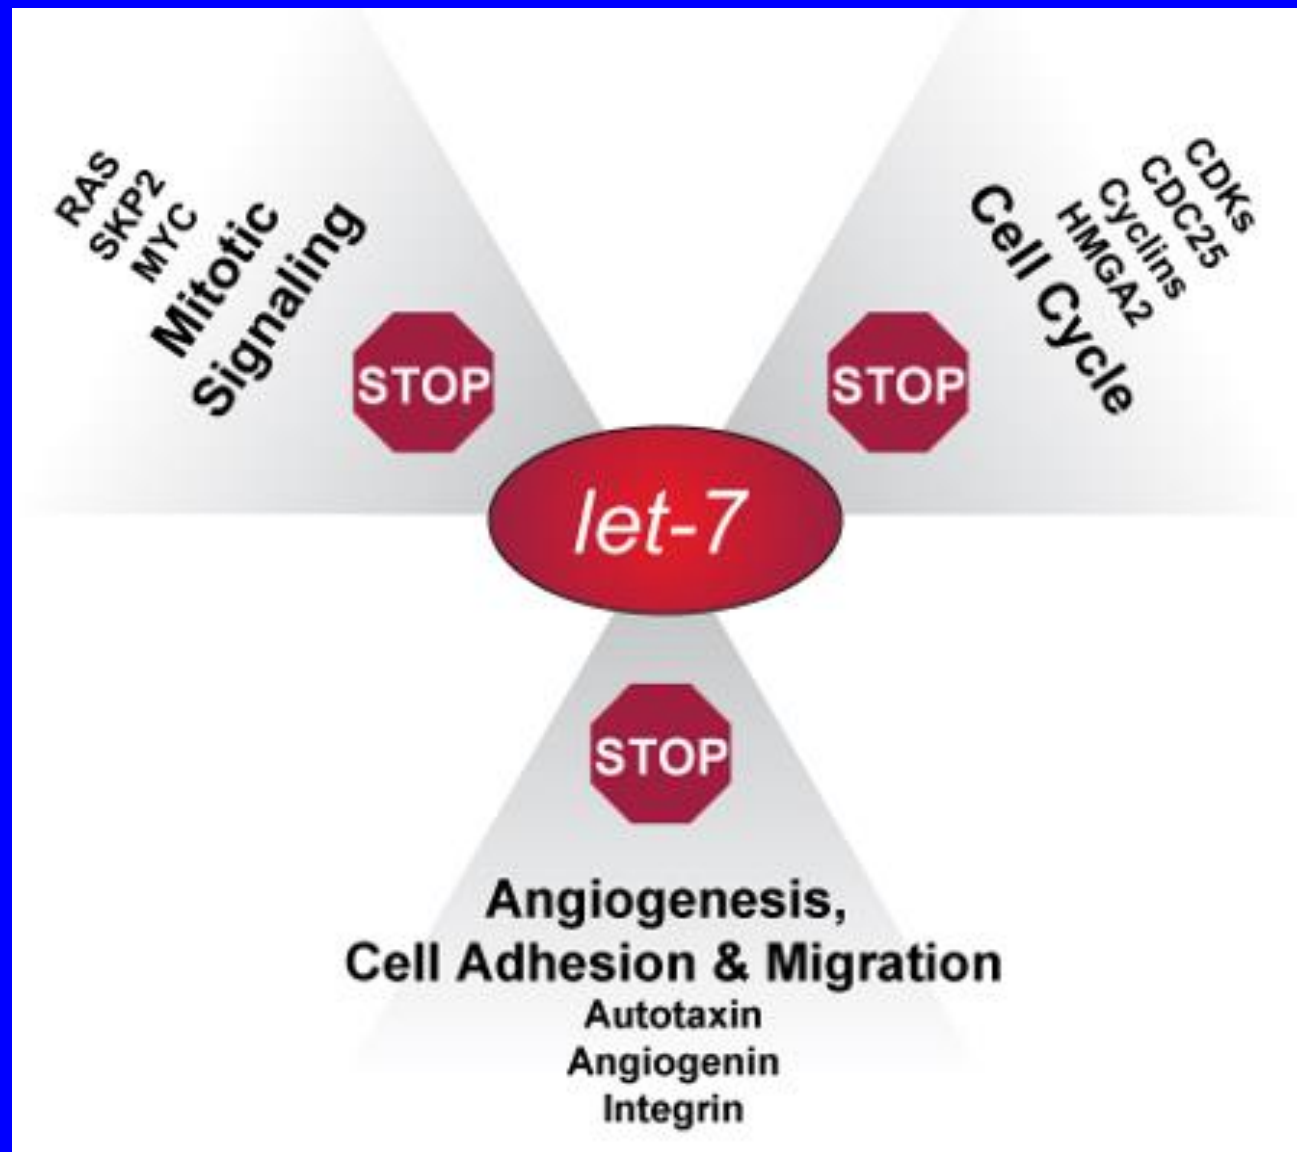 RAS
SKP2
MYC
Mitotic
Signaling
STOP
CDKs
CDC25
Cyclins
HMGA2
Cell Cycle
STOP
let-7
STOP
Angiogenesis,
Cell Adhesion & Migration
Autotaxin
Angiogenin
Integrin